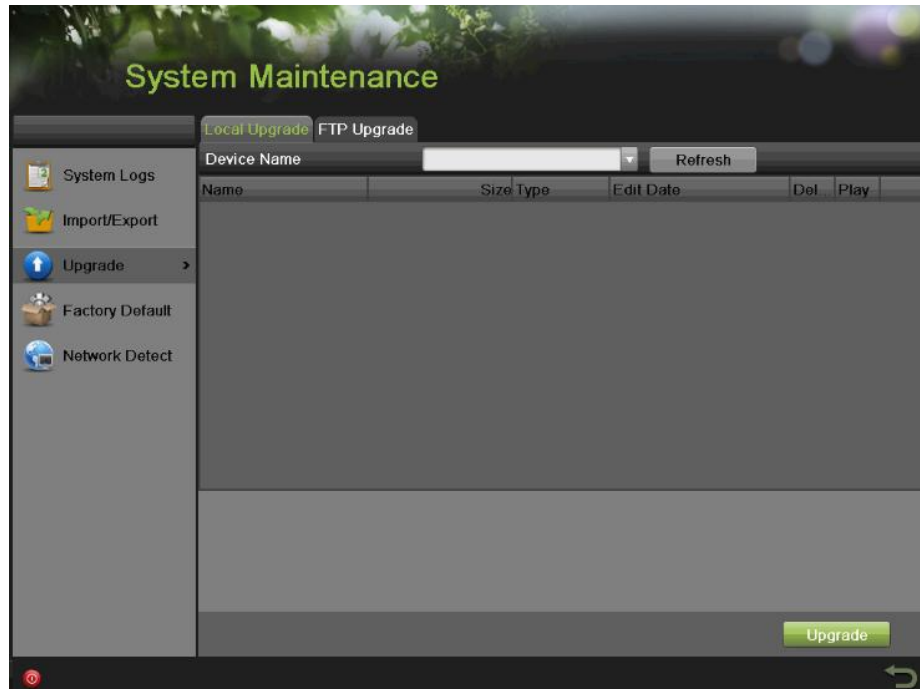 System Maintenance
Local Upgrade FTP Upgrade
Device Name Refresh
Name Size Type Edit Date Del... Play
System Logs
Import/Export
Upgrade >
Factory Default
Network Detect
Upgrade